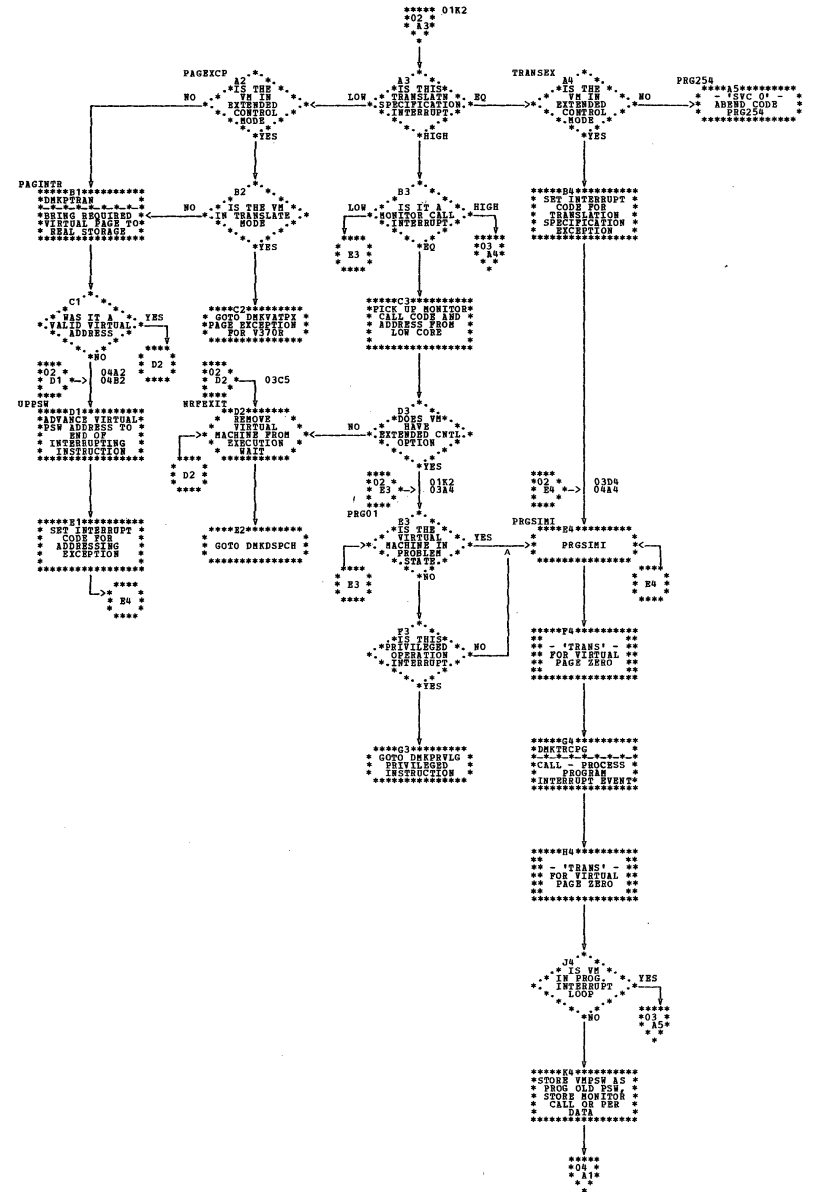 01K2
02
A3
PAGEXCP
A2
IS THE
VM IN
EXTENDED
CONTROL
MODE
NO
YES
LOW
A3
IS THIS
TRANSLATN
SPECIFICATION
INTERRUPT.
EQ
HIGH
TRANSEX
A4
IS THE
VM IN
EXTENDED
CONTROL
MODE
NO
YES
PRG254
A5
- 'SVC 0' -
ABEND CODE
PRG254
PAGINTR
B1
DMKPTRAN
BRING REQUIRED
VIRTUAL PAGE TO
REAL STORAGE
NO
B2
IS THE VM
IN TRANSLATE
MODE
YES
LOW
B3
IS IT A
MONITOR CALL
INTERRUPT.
HIGH
EQ
E3
03
A4
B4
SET INTERRUPT
CODE FOR
TRANSLATION
SPECIFICATION
EXCEPTION
C1
WAS IT A
VALID VIRTUAL
ADDRESS
YES
NO
D2
C2
GOTO DMKVATPX
PAGE EXCEPTION
FOR V370R
C3
PICK UP MONITOR
CALL CODE AND
ADDRESS FROM
LOW CORE
02
D1
04A2
04B2
UPPSW
D1
ADVANCE VIRTUAL
PSW ADDRESS TO
END OF
INTERRUPTING
INSTRUCTION
02
D2
03C5
NRFEXIT
D2
REMOVE
VIRTUAL
MACHINE FROM
EXECUTION
WAIT
D2
NO
D3
DOES VM
HAVE
EXTENDED CNTL
OPTION
YES
02
E3
01K2
03A4
02
E4
03D4
04A4
E1
SET INTERRUPT
CODE FOR
ADDRESSING
EXCEPTION
E4
E2
GOTO DMKDSPCH
PRG01
E3
IS THE
VIRTUAL
MACHINE IN
PROBLEM
STATE
YES
NO
E3
PRGSIMI
E4
PRGSIMI
E4
F3
IS THIS
PRIVILEGED
OPERATION
INTERRUPT
NO
YES
F4
- 'TRANS' -
FOR VIRTUAL
PAGE ZERO
G3
GOTO DMKPRVLG
PRIVILEGED
INSTRUCTION
G4
DMKTRCPG
CALL - PROCESS
PROGRAM
INTERRUPT EVENT
H4
- 'TRANS' -
FOR VIRTUAL
PAGE ZERO
J4
IS VM
IN PROG.
INTERRUPT
LOOP
YES
NO
03
A5
K4
STORE VMPSW AS
PROG OLD PSW,
STORE MONITOR
CALL OR PER
DATA
04
A1